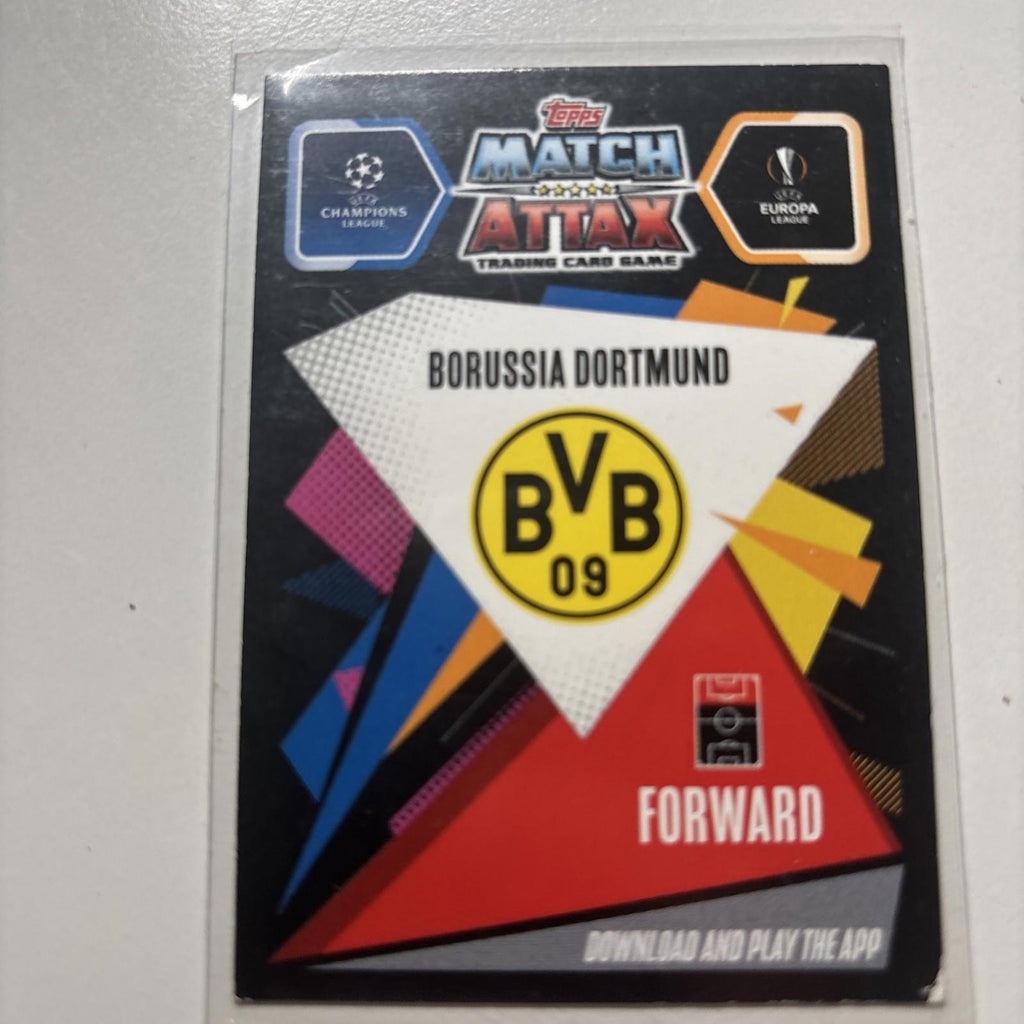 topps
MATCH
ATTAX
TRADING CARD GAME
UEFA
CHAMPIONS
LEAGUE
UEFA
EUROPA
LEAGUE
BORUSSIA DORTMUND
BVB
09
FORWARD
DOWNLOAD AND PLAY THE APP